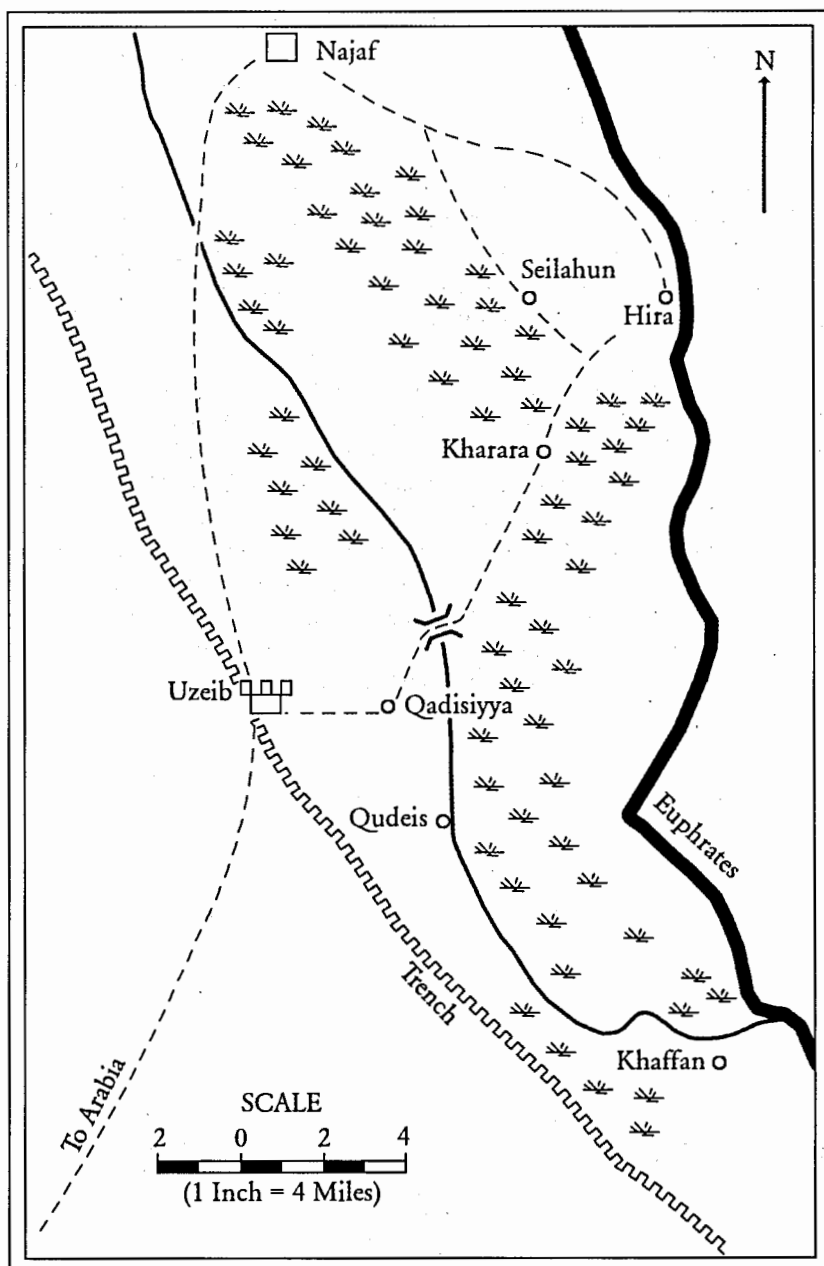 Najaf
N
Seilahun
Hira
Kharara
Uzeib
Qadisiyya
Qudeis
Euphrates
Trench
Khaffan
To Arabia
SCALE
2 0 2 4
(1 Inch = 4 Miles)